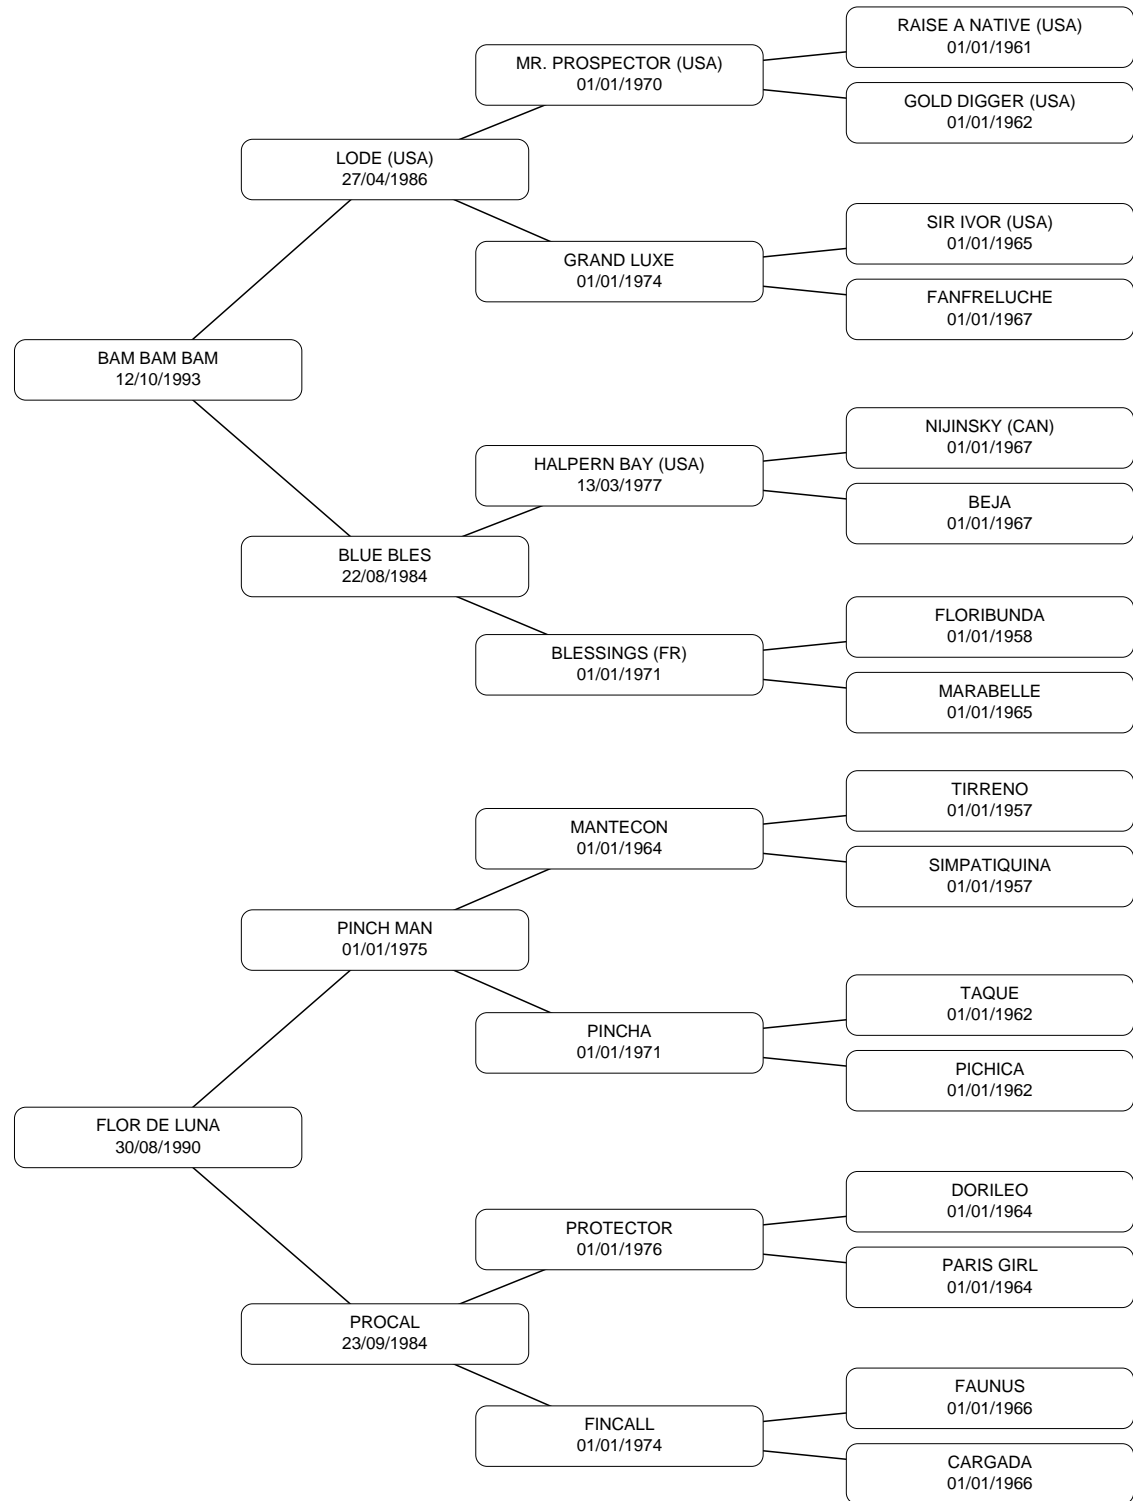 RAISE A NATIVE (USA)
01/01/1961
MR. PROSPECTOR (USA)
01/01/1970
GOLD DIGGER (USA)
01/01/1962
LODE (USA)
27/04/1986
SIR IVOR (USA)
01/01/1965
GRAND LUXE
01/01/1974
FANFRELUCHE
01/01/1967
BAM BAM BAM
12/10/1993
NIJINSKY (CAN)
01/01/1967
HALPERN BAY (USA)
13/03/1977
BEJA
01/01/1967
BLUE BLES
22/08/1984
FLORIBUNDA
01/01/1958
BLESSINGS (FR)
01/01/1971
MARABELLE
01/01/1965
TIRRENO
01/01/1957
MANTECON
01/01/1964
SIMPATIQUINA
01/01/1957
PINCH MAN
01/01/1975
TAQUE
01/01/1962
PINCHA
01/01/1971
PICHICA
01/01/1962
FLOR DE LUNA
30/08/1990
DORILEO
01/01/1964
PROTECTOR
01/01/1976
PARIS GIRL
01/01/1964
PROCAL
23/09/1984
FAUNUS
01/01/1966
FINCALL
01/01/1974
CARGADA
01/01/1966